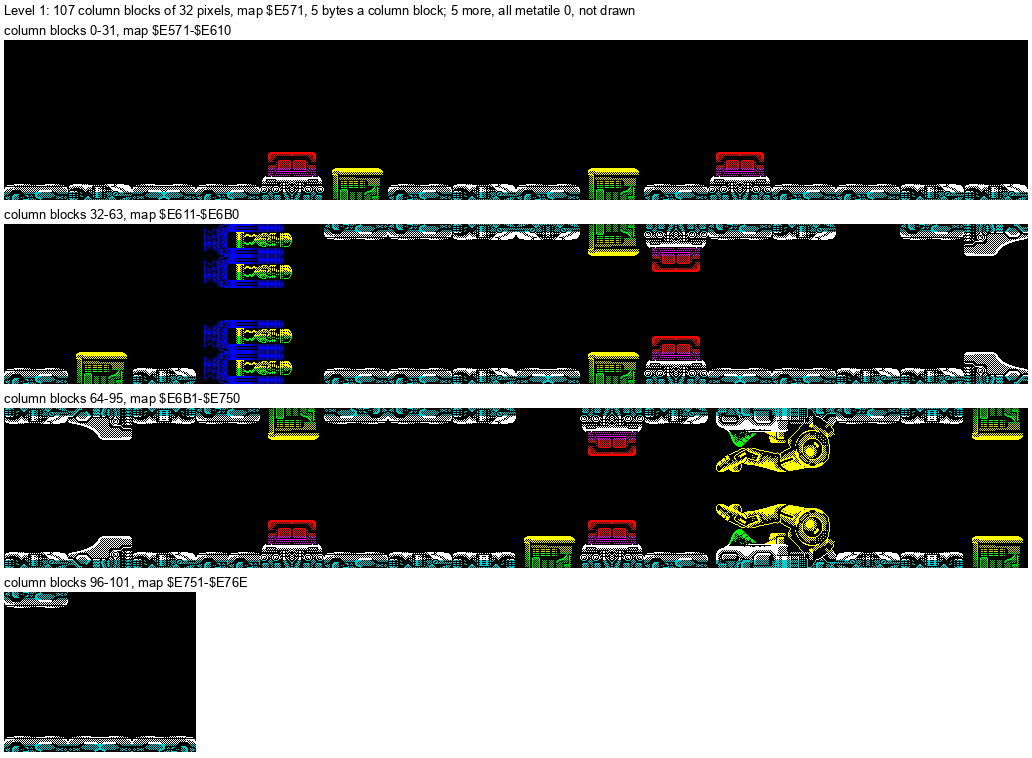 Level 1: 107 column blocks of 32 pixels, map $E571, 5 bytes a column block; 5 more, all metatile 0, not drawn
column blocks 0-31, map $E571-$E610
column blocks 32-63, map $E611-$E6B0
column blocks 64-95, map $E6B1-$E750
column blocks 96-101, map $E751-$E76E